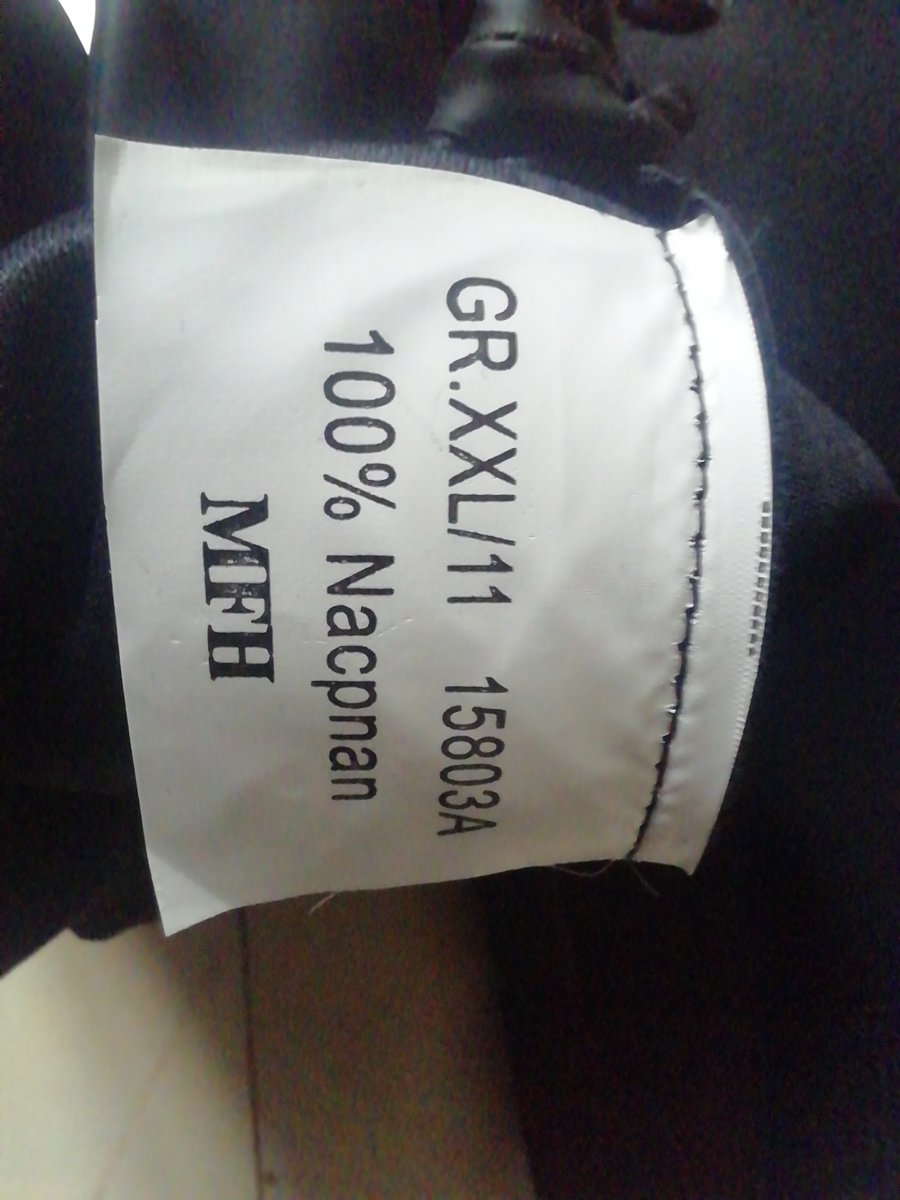 GR.XXL/11 15803A
100% Nacpnan
MFH